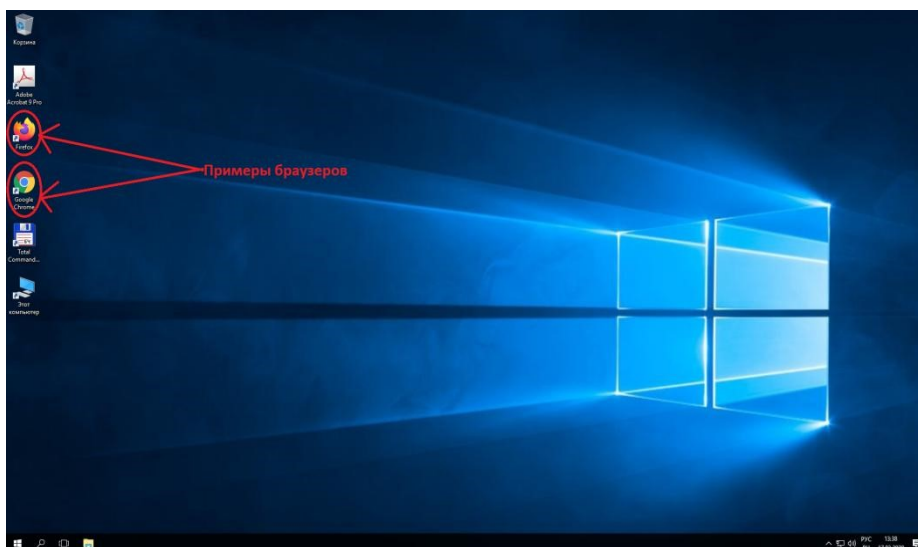 Корзина
Adobe
Acrobat 9 Pro
Firefox
Примеры браузеров
Google
Chrome
Total
Command...
Этот
компьютер
РУС
13:38